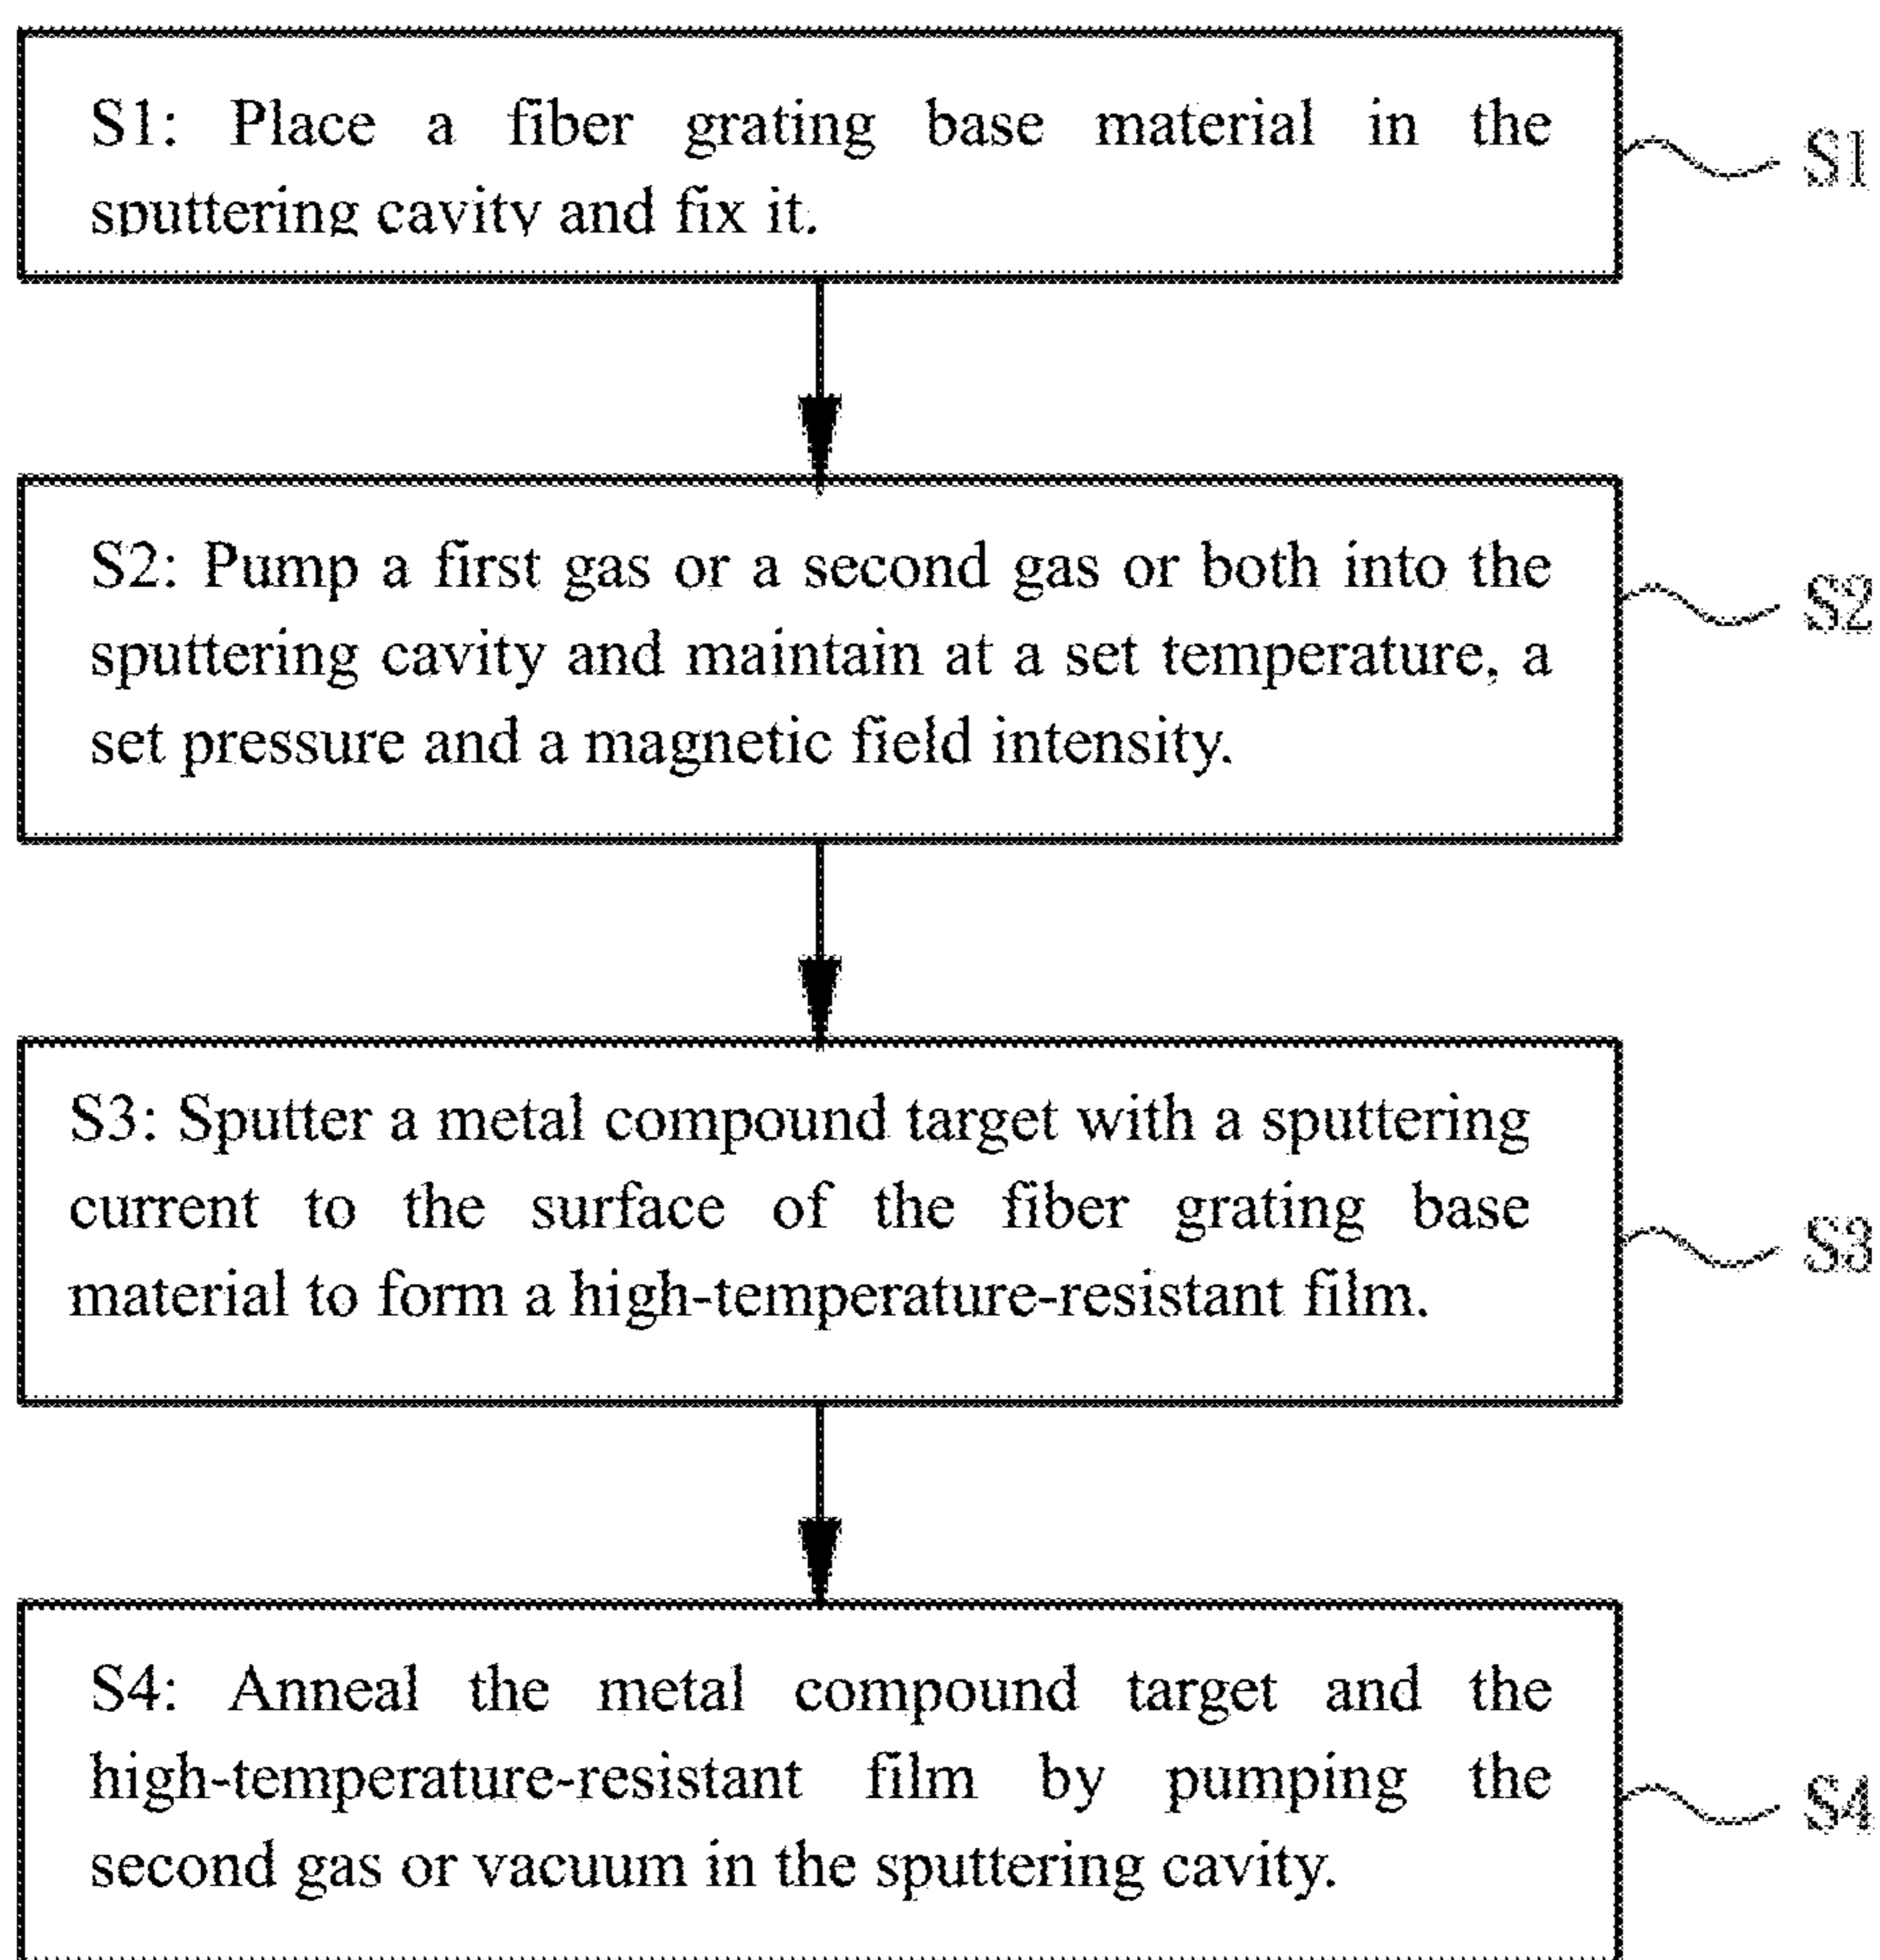 S1: Place a fiber grating base material in the
sputtering cavity and fix it.
S1
S2: Pump a first gas or a second gas or both into the
sputtering cavity and maintain at a set temperature, a
set pressure and a magnetic field intensity.
S2
S3: Sputter a metal compound target with a sputtering
current to the surface of the fiber grating base
material to form a high-temperature-resistant film.
S3
S4: Anneal the metal compound target and the
high-temperature-resistant film by pumping the
second gas or vacuum in the sputtering cavity.
S4